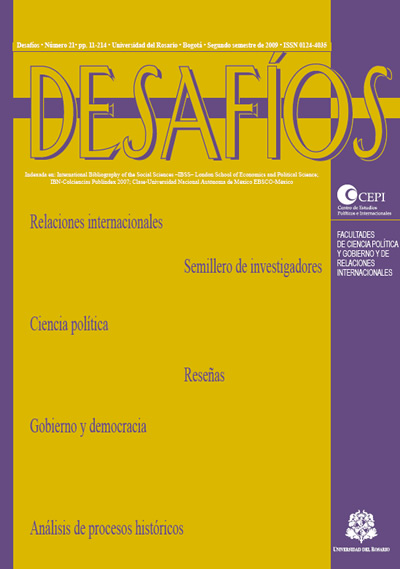 Desafíos • Número 21 • pp. 11-214 • Universidad del Rosario • Bogotá • Segundo semestre de 2009 • ISSN 0124-4035
DESAFÍOS
Indexada en: International Bibliography of the Social Sciences –IBSS– London School of Economics and Political Science,
IBN-Colciencias Publindex 2007; Clase-Universidad Nacional Autónoma de México EBSCO-México
CEPI
Centro de Estudios
Políticos e Internacionales
FACULTADES
DE CIENCIA POLÍTICA
Y GOBIERNO Y DE
RELACIONES
INTERNACIONALES
Relaciones internacionales
Semillero de investigadores
Ciencia política
Reseñas
Gobierno y democracia
Análisis de procesos históricos
UNIVERSIDAD DEL ROSARIO